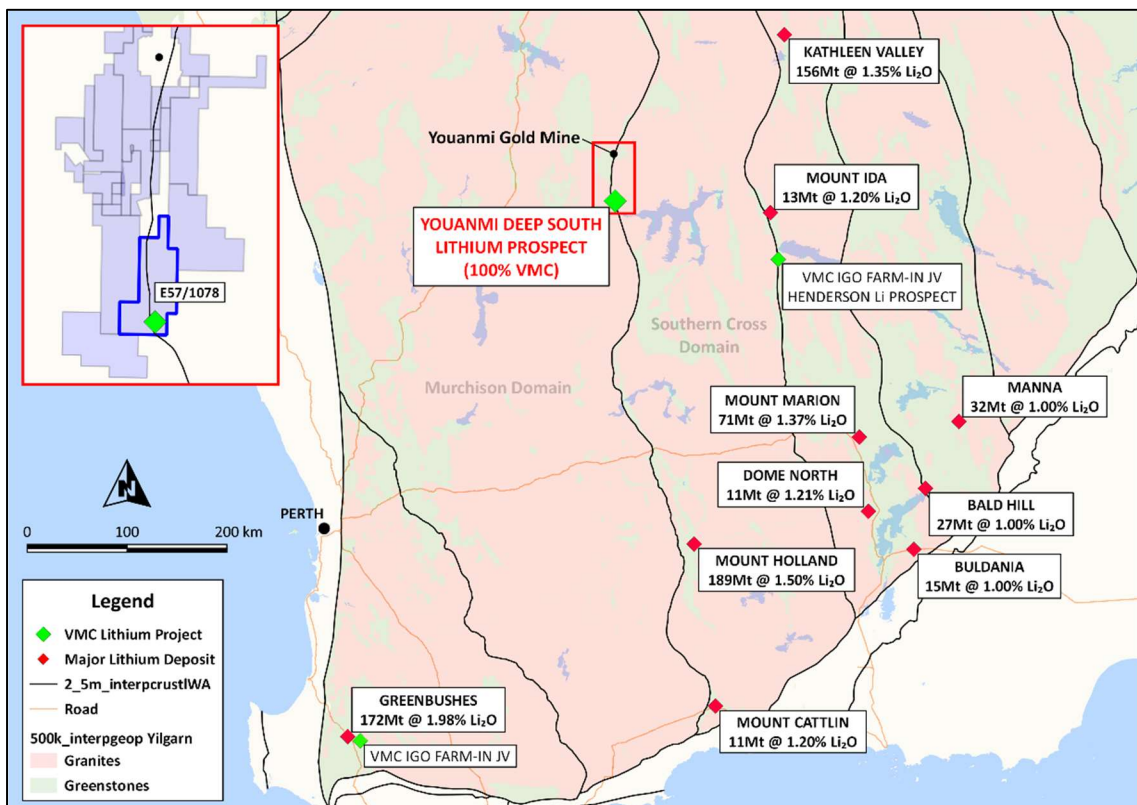 E57/1078
KATHLEEN VALLEY
156Mt @ 1.35% Li₂O
Youanmi Gold Mine
YOUANMI DEEP SOUTH
LITHIUM PROSPECT
(100% VMC)
MOUNT IDA
13Mt @ 1.20% Li₂O
VMC IGO FARM-IN JV
HENDERSON Li PROSPECT
Southern Cross
Domain
Murchison Domain
MOUNT MARION
71Mt @ 1.37% Li₂O
MANNA
32Mt @ 1.00% Li₂O
DOME NORTH
11Mt @ 1.21% Li₂O
BALD HILL
27Mt @ 1.00% Li₂O
MOUNT HOLLAND
189Mt @ 1.50% Li₂O
BULDANIA
15Mt @ 1.00% Li₂O
N
PERTH
0 100 200 km
Legend
VMC Lithium Project
Major Lithium Deposit
2_5m_interpcrustlWA
Road
500k_interpgeop Yilgarn
Granites
Greenstones
GREENBUSHES
172Mt @ 1.98% Li₂O
VMC IGO FARM-IN JV
MOUNT CATTLIN
11Mt @ 1.20% Li₂O